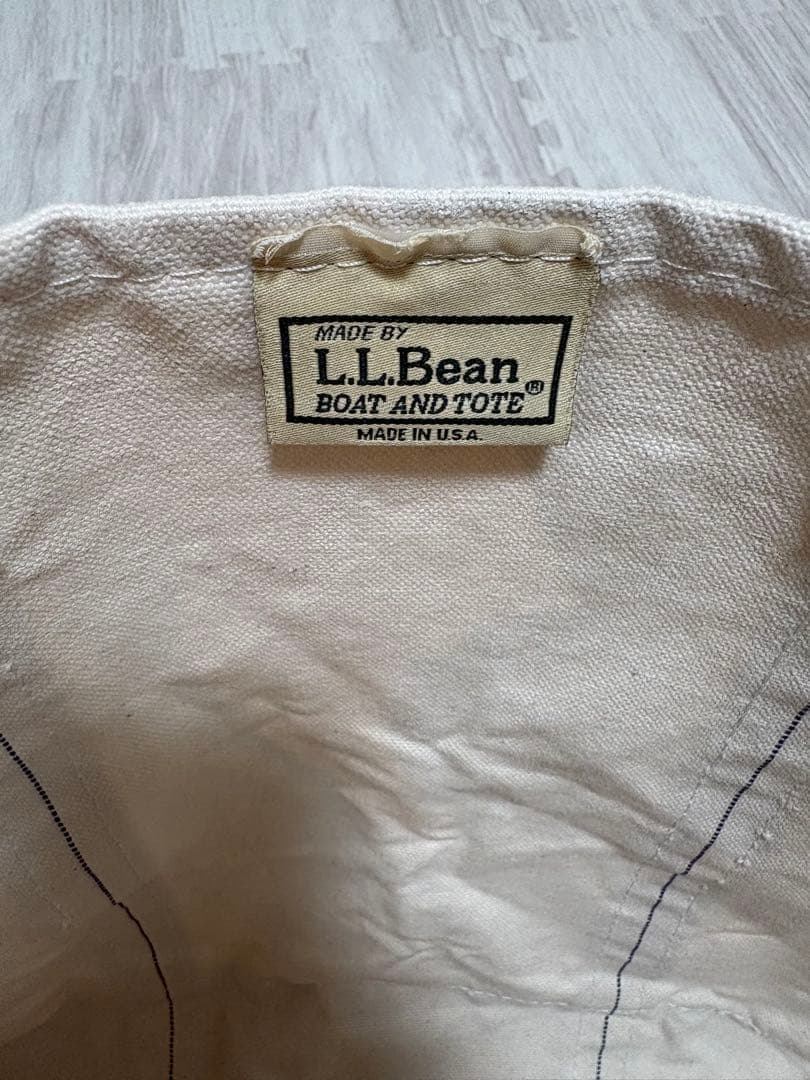 MADE BY
L.L.Bean
BOAT AND TOTE®
MADE IN U.S.A.